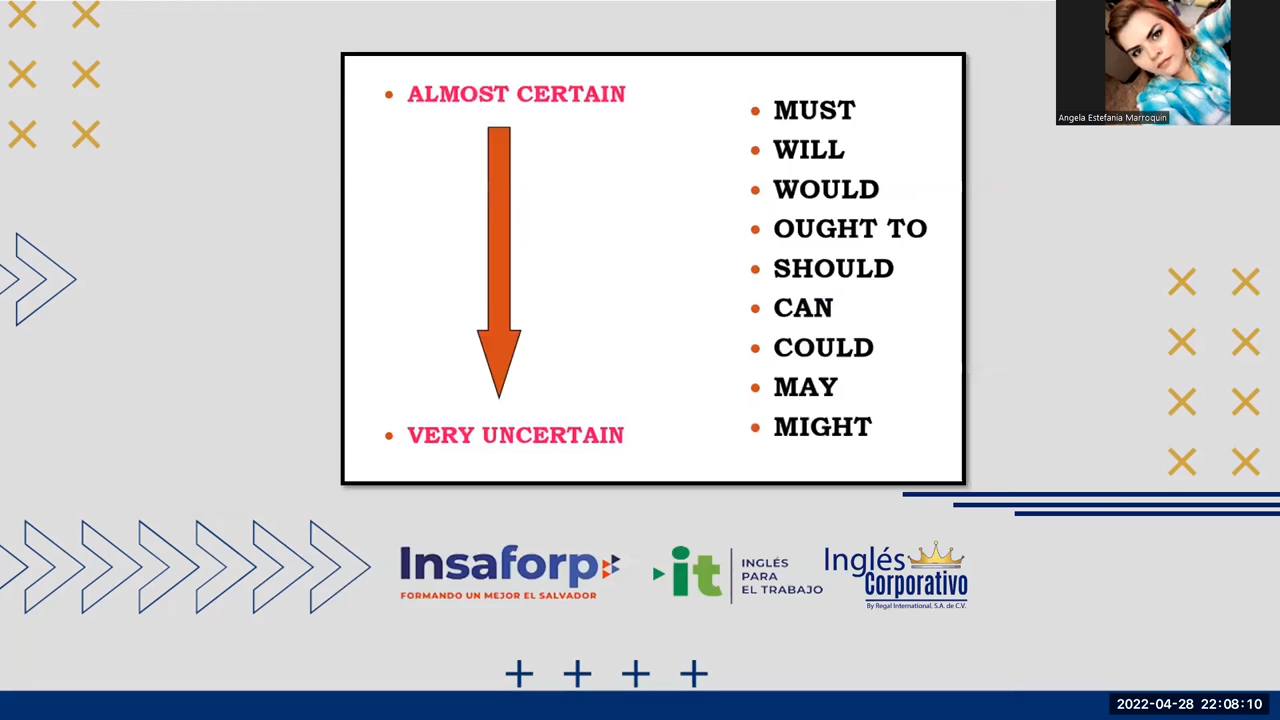 ALMOST CERTAIN
VERY UNCERTAIN
MUST
WILL
WOULD
OUGHT TO
SHOULD
CAN
COULD
MAY
MIGHT
Angela Estefania Marroquin
Insaforp
FORMANDO UN MEJOR EL SALVADOR
it
INGLÉS
PARA
EL TRABAJO
Inglés
Corporativo
By Regal International, S.A. de C.V.
2022-04-28 22:08:10